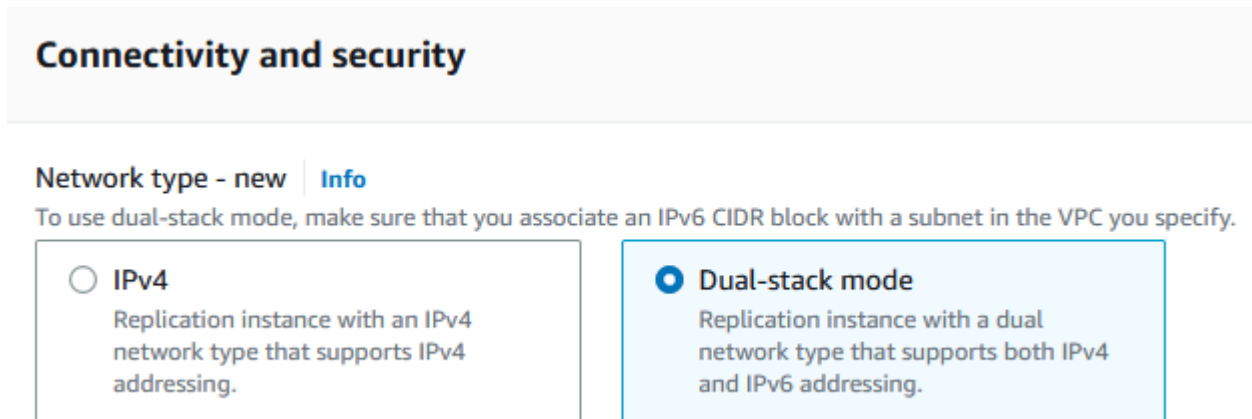 Connectivity and security
Network type - new Info
To use dual-stack mode, make sure that you associate an IPv6 CIDR block with a subnet in the VPC you specify.
IPv4
Replication instance with an IPv4
network type that supports IPv4
addressing.
Dual-stack mode
Replication instance with a dual
network type that supports both IPv4
and IPv6 addressing.